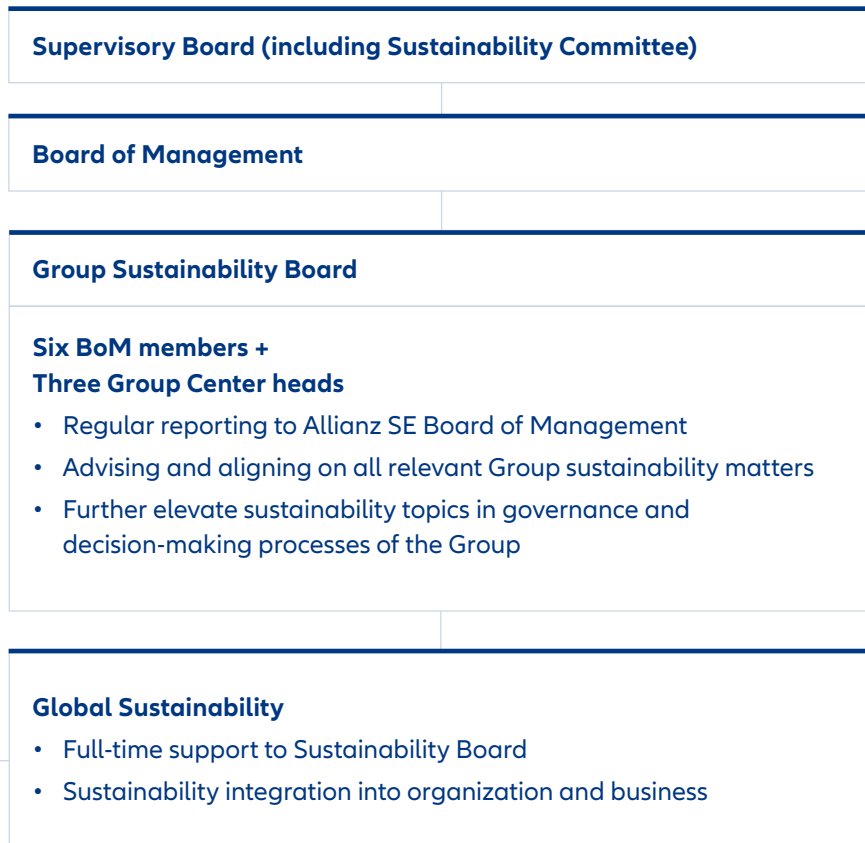 Supervisory Board (including Sustainability Committee)
Board of Management
Group Sustainability Board
Six BoM members +
Three Group Center heads
• Regular reporting to Allianz SE Board of Management
• Advising and aligning on all relevant Group sustainability matters
• Further elevate sustainability topics in governance and
decision-making processes of the Group
Global Sustainability
• Full-time support to Sustainability Board
• Sustainability integration into organization and business